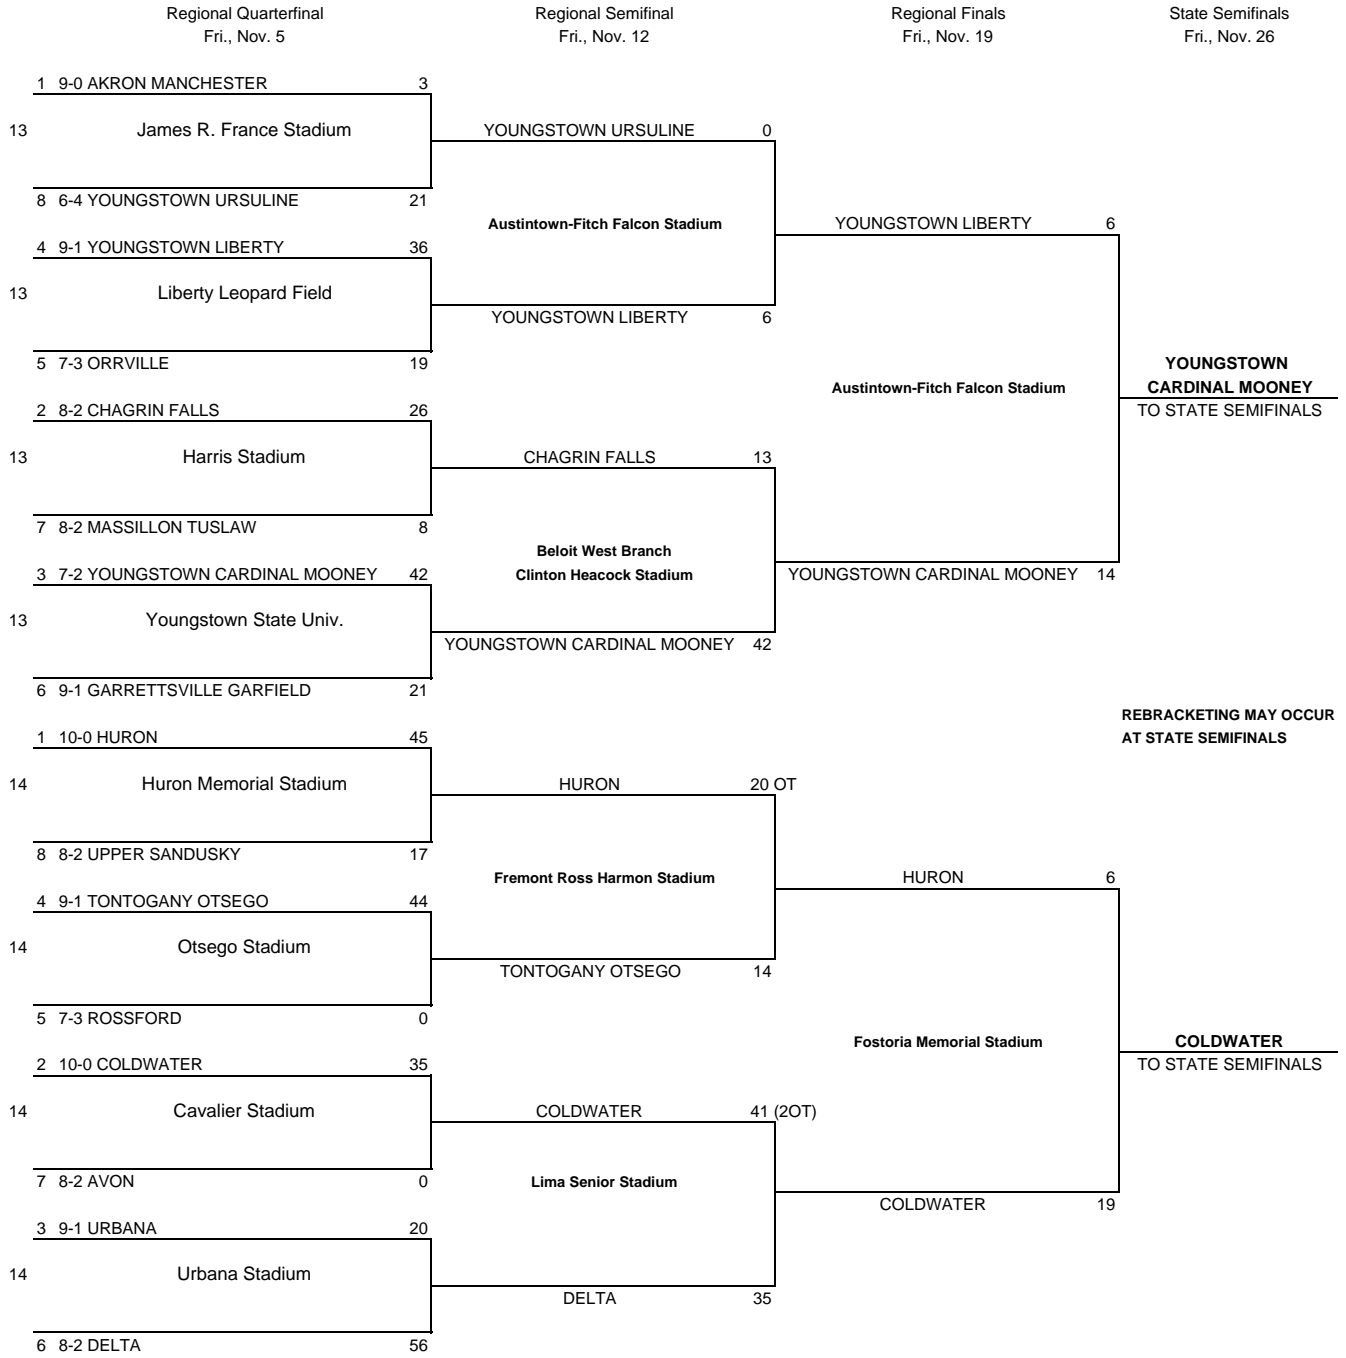 Regional Quarterfinal Regional Semifinal Regional Finals State Semifinals
Fri., Nov. 5 Fri., Nov. 12 Fri., Nov. 19 Fri., Nov. 26
1 9-0 AKRON MANCHESTER 3
13 James R. France Stadium YOUNGSTOWN URSULINE 0
8 6-4 YOUNGSTOWN URSULINE 21
Austintown-Fitch Falcon Stadium YOUNGSTOWN LIBERTY 6
4 9-1 YOUNGSTOWN LIBERTY 36
13 Liberty Leopard Field
YOUNGSTOWN LIBERTY 6
5 7-3 ORRVILLE 19 YOUNGSTOWN
Austintown-Fitch Falcon Stadium CARDINAL MOONEY
2 8-2 CHAGRIN FALLS 26 TO STATE SEMIFINALS
13 Harris Stadium CHAGRIN FALLS 13
7 8-2 MASSILLON TUSLAW 8
Beloit West Branch
3 7-2 YOUNGSTOWN CARDINAL MOONEY 42 Clinton Heacock Stadium YOUNGSTOWN CARDINAL MOONEY 14
13 Youngstown State Univ.
YOUNGSTOWN CARDINAL MOONEY 42
6 9-1 GARRETTSVILLE GARFIELD 21
REBRACKETING MAY OCCUR
1 10-0 HURON 45 AT STATE SEMIFINALS
14 Huron Memorial Stadium HURON 20 OT
8 8-2 UPPER SANDUSKY 17
Fremont Ross Harmon Stadium HURON 6
4 9-1 TONTOGANY OTSEGO 44
14 Otsego Stadium
TONTOGANY OTSEGO 14
5 7-3 ROSSFORD 0
Fostoria Memorial Stadium COLDWATER
2 10-0 COLDWATER 35 TO STATE SEMIFINALS
14 Cavalier Stadium COLDWATER 41 (2OT)
7 8-2 AVON 0 Lima Senior Stadium
COLDWATER 19
3 9-1 URBANA 20
14 Urbana Stadium
DELTA 35
6 8-2 DELTA 56